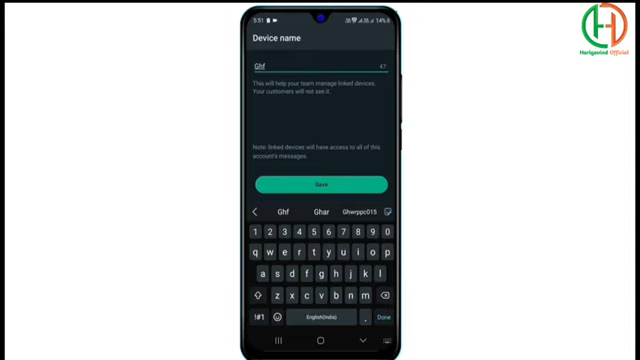 5:51
14%
Device name
Ghf
47
This will help your team manage linked devices.
Your customers will not see it.
Note: linked devices will have access to all of this
account's messages.
Save
Ghf Ghar Ghwrppc015
1 2 3 4 5 6 7 8 9 0
q w e r t y u i o p
a s d f g h j k l
z x c v b n m
!#1 English(India) . Done
Harigovind Official